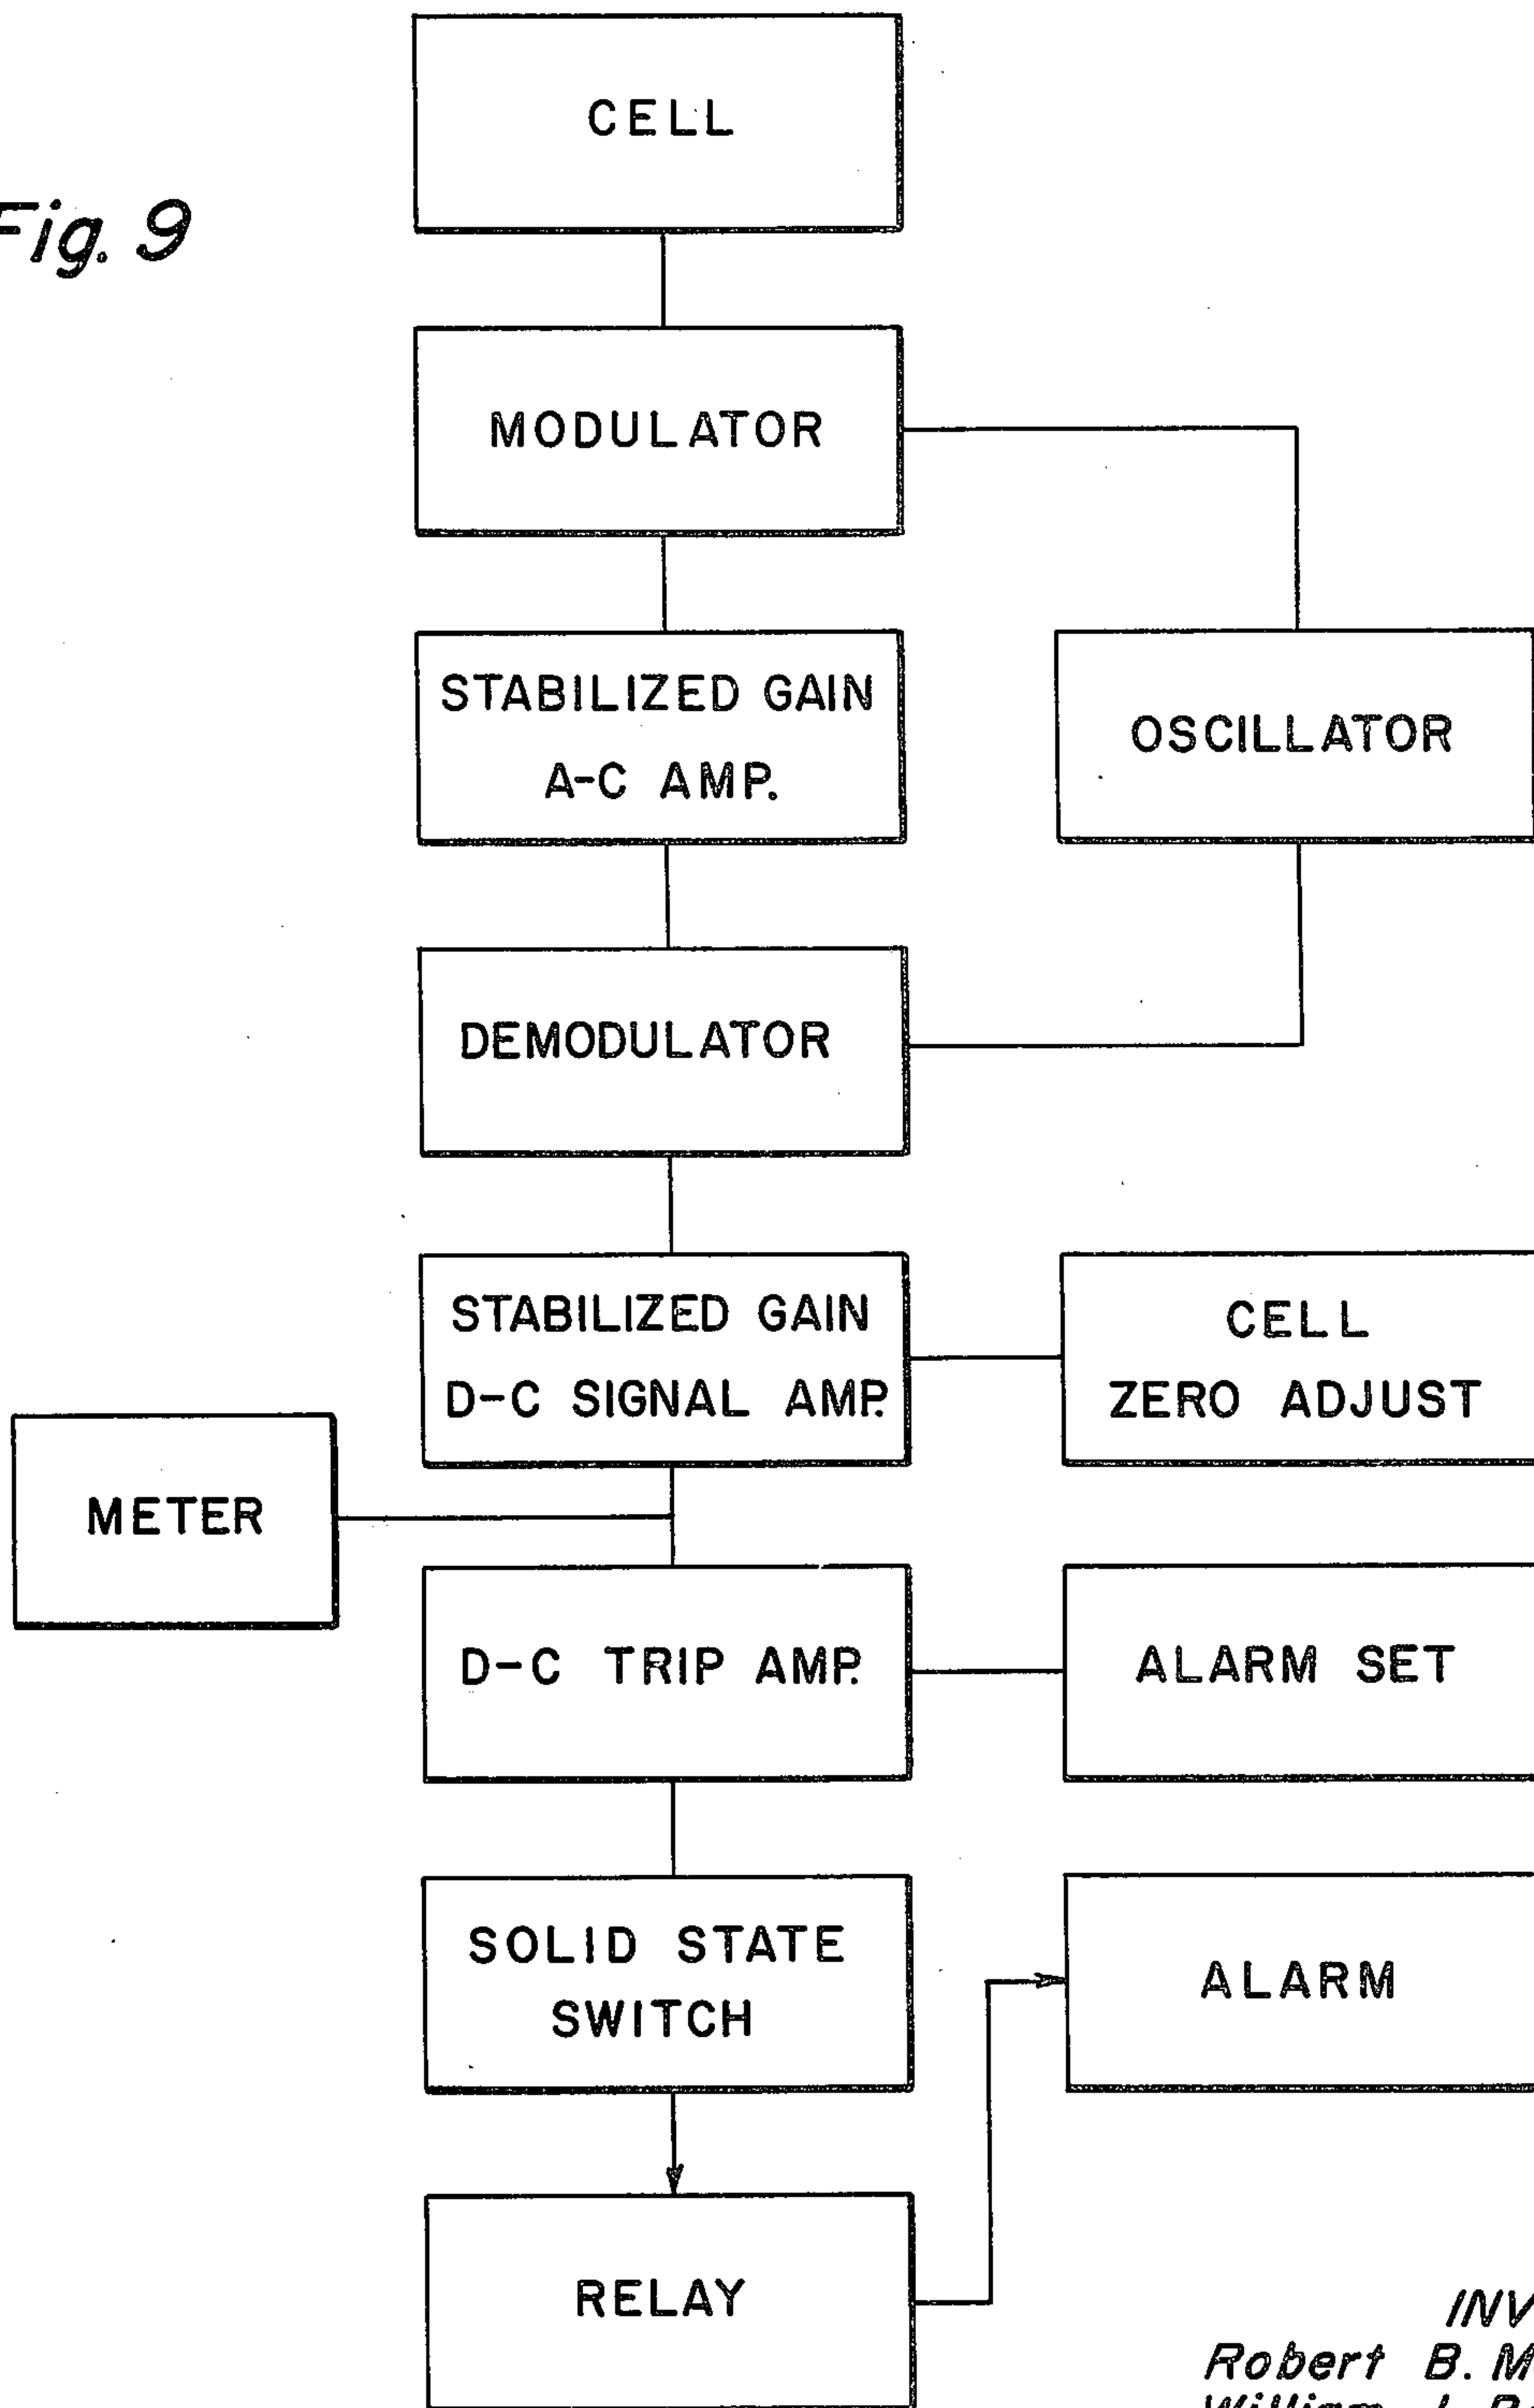 Fig. 9
CELL
MODULATOR
STABILIZED GAIN
A-C AMP.
OSCILLATOR
DEMODULATOR
STABILIZED GAIN
D-C SIGNAL AMP.
CELL
ZERO ADJUST
METER
D-C TRIP AMP.
ALARM SET
SOLID STATE
SWITCH
ALARM
RELAY
Robert B.
William